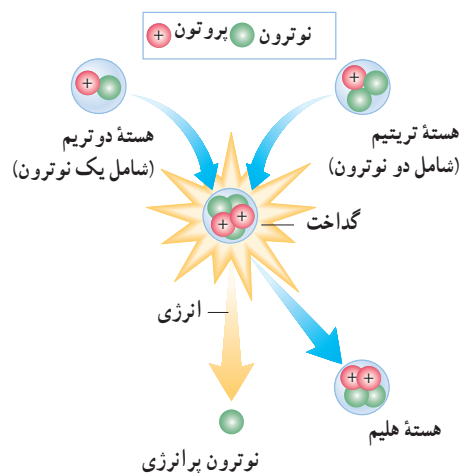 نوترون پروتون +
هستهٔ تریتیم
(شامل دو نوترون)
هستهٔ دوتریم
(شامل یک نوترون)
+
+
+ +
گداخت
انرژی
+ +
هستهٔ هلیم
نوترون پرانرژی